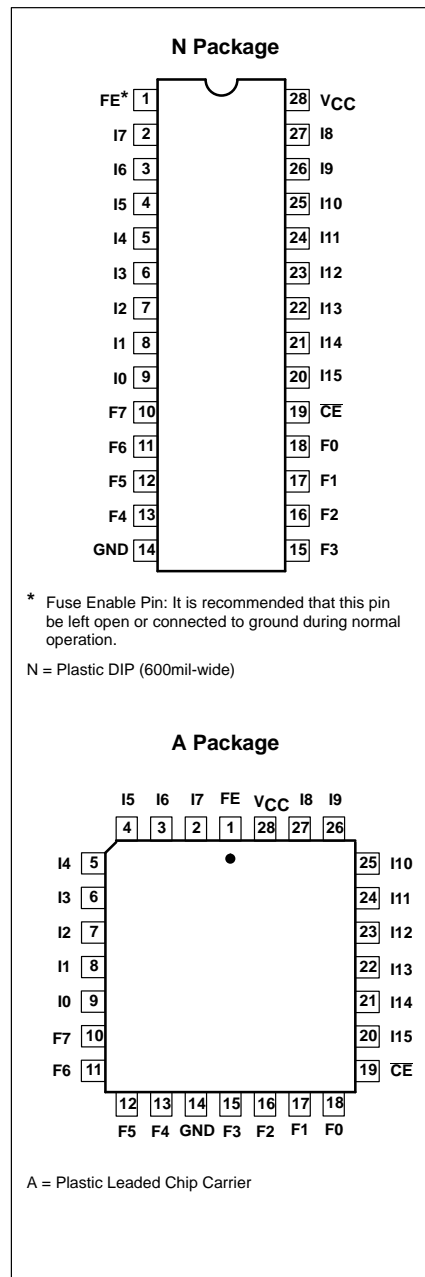 N Package
FE* 1 28 VCC
I7 2 27 I8
I6 3 26 I9
I5 4 25 I10
I4 5 24 I11
I3 6 23 I12
I2 7 22 I13
I1 8 21 I14
I0 9 20 I15
F7 10 19 C̅E̅
F6 11 18 F0
F5 12 17 F1
F4 13 16 F2
GND 14 15 F3
* Fuse Enable Pin: It is recommended that this pin
be left open or connected to ground during normal
operation.
N = Plastic DIP (600mil-wide)
A Package
I5 I6 I7 FE VCC I8 I9
4 3 2 1 28 27 26
I4 5 25 I10
I3 6 24 I11
I2 7 23 I12
I1 8 22 I13
I0 9 21 I14
F7 10 20 I15
F6 11 19 C̅E̅
12 13 14 15 16 17 18
F5 F4 GND F3 F2 F1 F0
A = Plastic Leaded Chip Carrier